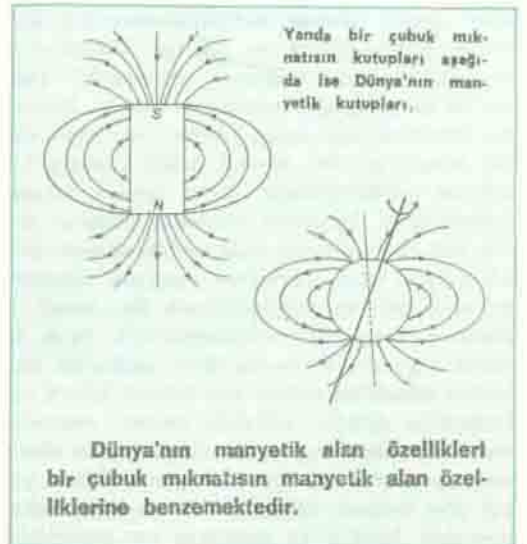 Yanda bir çubuk mık-
natısın kutupları aşağı-
da ise Dünya'nın man-
yetik kutupları.
S
N
Dünya'nın manyetik alan özellikleri
bir çubuk mıknatısın manyetik alan özel-
liklerine benzemektedir.